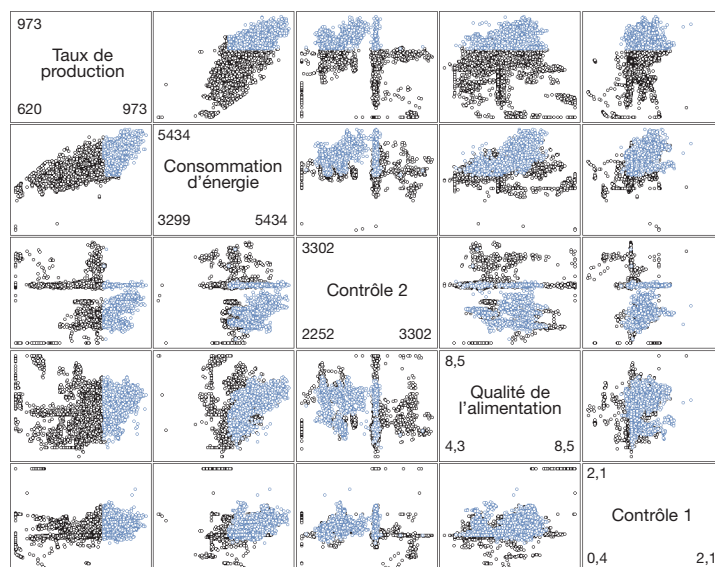 973
Taux de
production
620 973
5434
Consommation
d'énergie
3299 5434
3302
Contrôle 2
2252 3302
8,5
Qualité de
l'alimentation
4,3 8,5
2,1
Contrôle 1
0,4 2,1